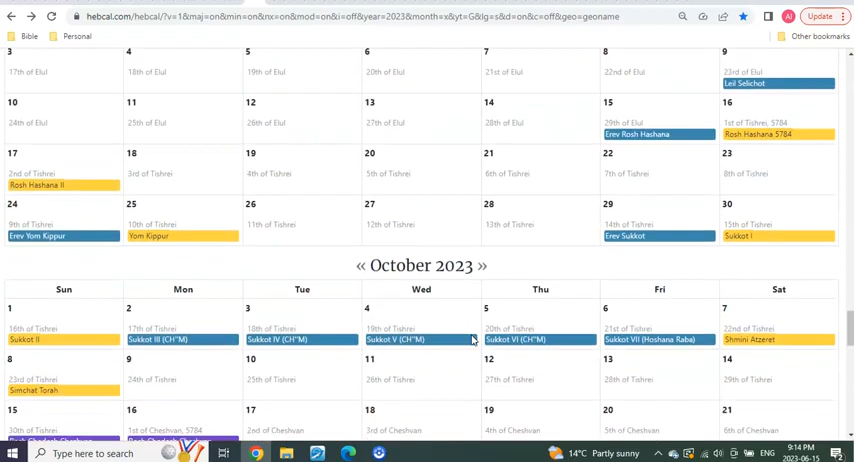 hebcal.com/hebcal/?v=1&maj=on&min=on&nx=on&mod=on&i=off&year=2023&month=x&yt=G&lg=s&d=on&c=off&geo=geoname
AI
Update
Bible Personal Other bookmarks
3 4 5 6 7 8 9
17th of Elul 18th of Elul 19th of Elul 20th of Elul 21st of Elul 22nd of Elul 23rd of Elul
Leil Selichot
10 11 12 13 14 15 16
24th of Elul 25th of Elul 26th of Elul 27th of Elul 28th of Elul 29th of Elul 1st of Tishrei, 5784
Erev Rosh Hashana Rosh Hashana 5784
17 18 19 20 21 22 23
2nd of Tishrei 3rd of Tishrei 4th of Tishrei 5th of Tishrei 6th of Tishrei 7th of Tishrei 8th of Tishrei
Rosh Hashana II
24 25 26 27 28 29 30
9th of Tishrei 10th of Tishrei 11th of Tishrei 12th of Tishrei 13th of Tishrei 14th of Tishrei 15th of Tishrei
Erev Yom Kippur Yom Kippur Erev Sukkot Sukkot I
« October 2023 »
Sun Mon Tue Wed Thu Fri Sat
1 2 3 4 5 6 7
16th of Tishrei 17th of Tishrei 18th of Tishrei 19th of Tishrei 20th of Tishrei 21st of Tishrei 22nd of Tishrei
Sukkot II Sukkot III (CH"M) Sukkot IV (CH"M) Sukkot V (CH"M) Sukkot VI (CH"M) Sukkot VII (Hoshana Raba) Shmini Atzeret
8 9 10 11 12 13 14
23rd of Tishrei 24th of Tishrei 25th of Tishrei 26th of Tishrei 27th of Tishrei 28th of Tishrei 29th of Tishrei
Simchat Torah
15 16 17 18 19 20 21
30th of Tishrei 1st of Cheshvan, 5784 2nd of Cheshvan 3rd of Cheshvan 4th of Cheshvan 5th of Cheshvan 6th of Cheshvan
Rosh Chodesh Cheshvan Rosh Chodesh Cheshvan
Type here to search 14°C Partly sunny ENG 9:14 PM
2023-06-15 2